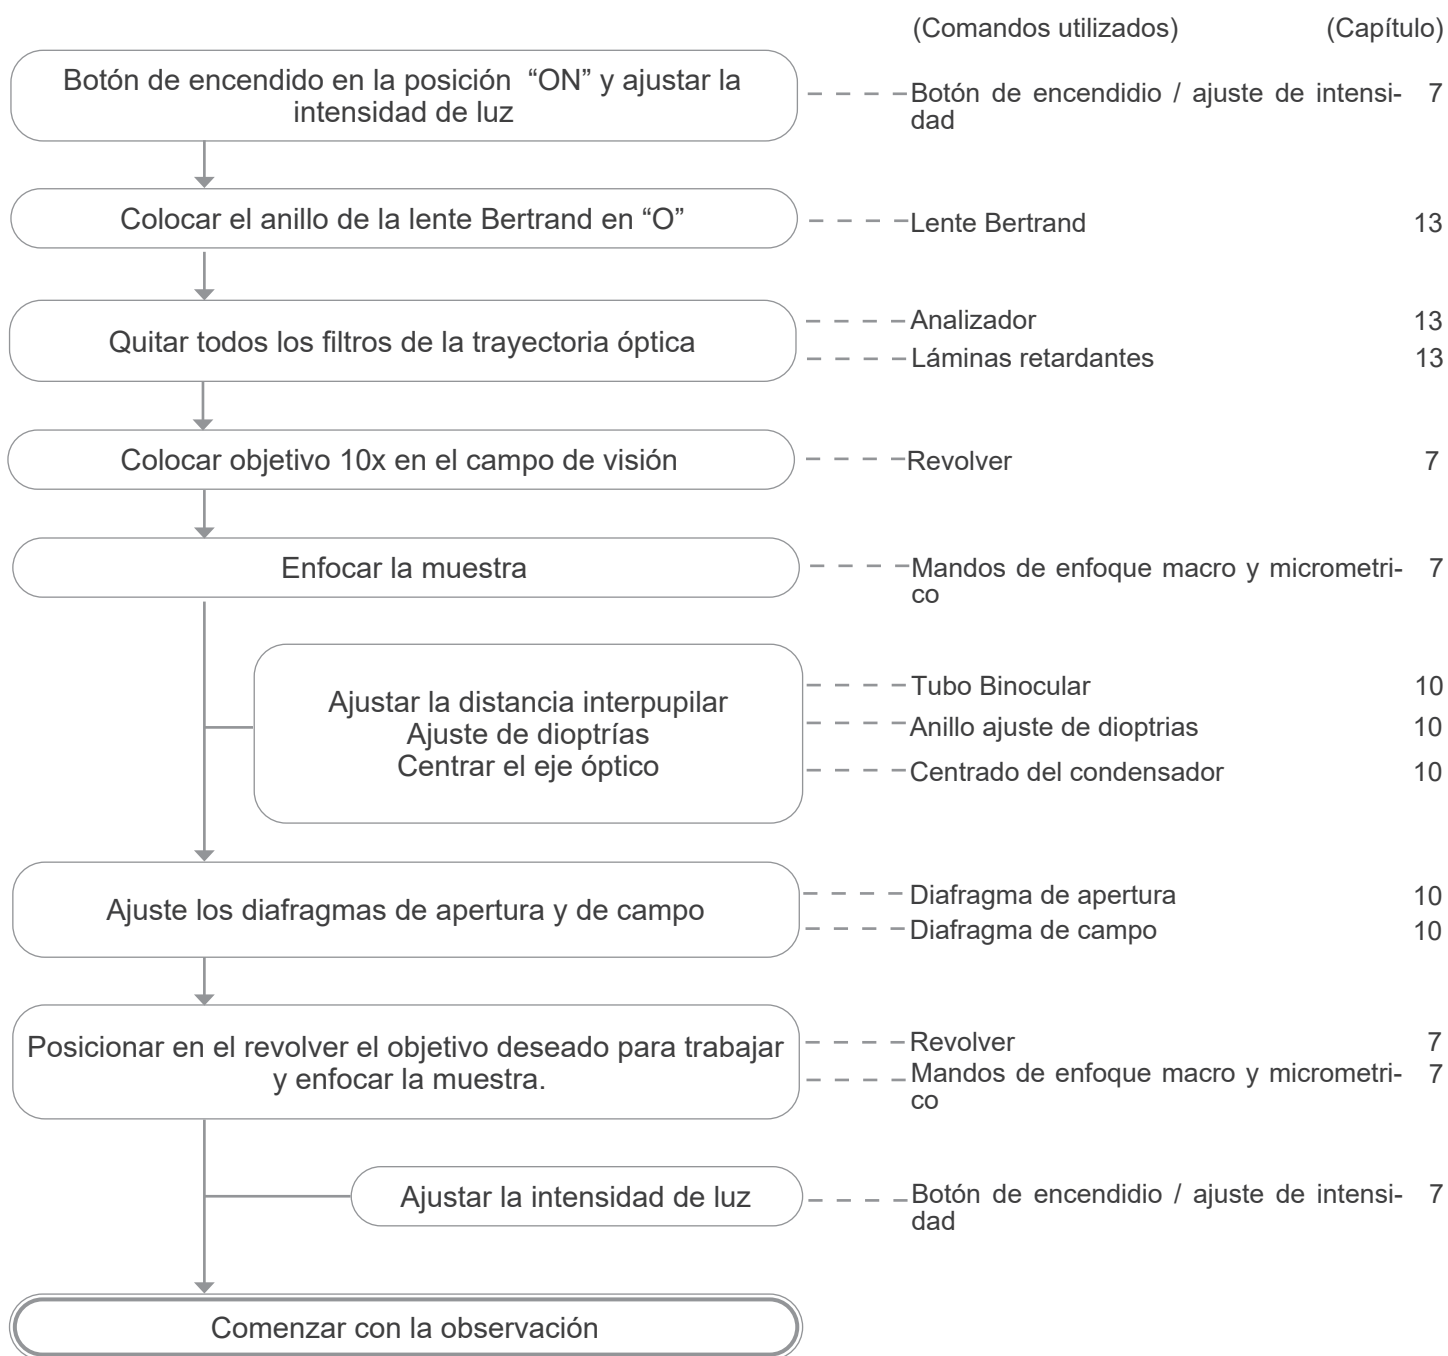 (Comandos utilizados) (Capítulo)
Botón de encendido en la posición “ON” y ajustar la
intensidad de luz
Botón de encendidio / ajuste de intensi- 7
dad
Colocar el anillo de la lente Bertrand en “O”
Lente Bertrand 13
Quitar todos los filtros de la trayectoria óptica
Analizador 13
Láminas retardantes 13
Colocar objetivo 10x en el campo de visión
Revolver 7
Enfocar la muestra
Mandos de enfoque macro y micrometri- 7
co
Ajustar la distancia interpupilar
Ajuste de dioptrías
Centrar el eje óptico
Tubo Binocular 10
Anillo ajuste de dioptrias 10
Centrado del condensador 10
Ajuste los diafragmas de apertura y de campo
Diafragma de apertura 10
Diafragma de campo 10
Posicionar en el revolver el objetivo deseado para trabajar
y enfocar la muestra.
Revolver 7
Mandos de enfoque macro y micrometri- 7
co
Ajustar la intensidad de luz
Botón de encendidio / ajuste de intensi- 7
dad
Comenzar con la observación